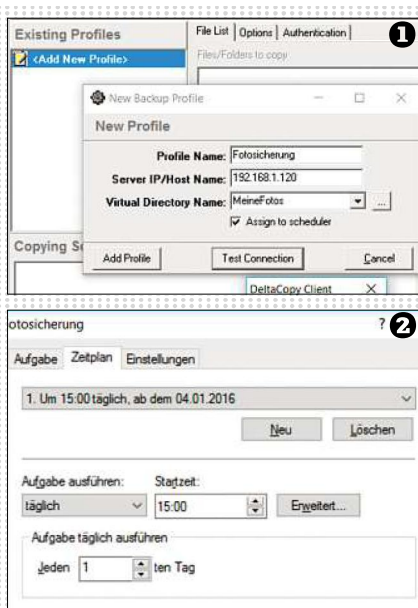 Existing Profiles
File List | Options | Authentication |
1
<Add New Profile>
Files/Folders to copy
New Backup Profile
New Profile
Profile Name: Fotosicherung
Server IP/Host Name: 192.168.1.120
Virtual Directory Name: MeineFotos
...
Assign to scheduler
Copying
Add Profile
Test Connection
Cancel
DeltaCopy Client
otosicherung
?
2
Aufgabe Zeitplan Einstellungen
1. Um 15:00 täglich, ab dem 04.01.2016
Neu
Löschen
Aufgabe ausführen: Startzeit:
täglich 15:00 Erweitert...
Aufgabe täglich ausführen
Jeden 1 ten Tag